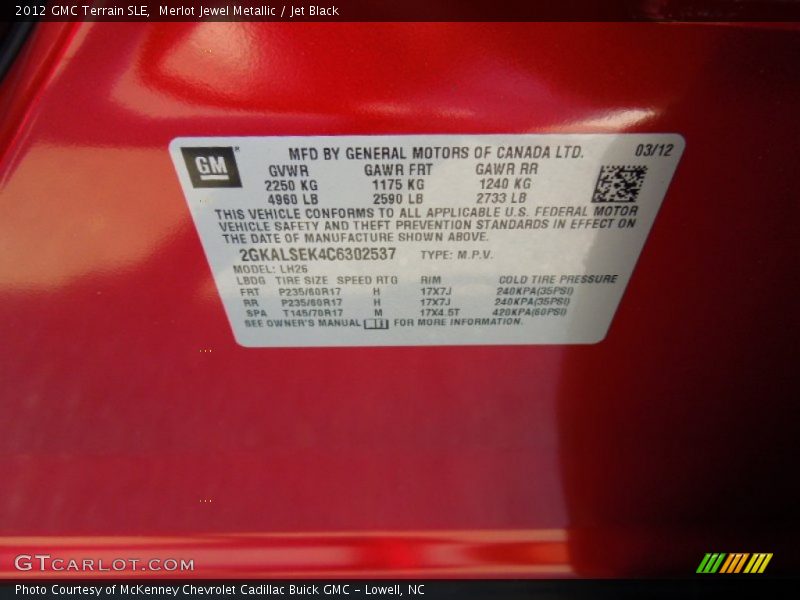 2012 GMC Terrain SLE,  Merlot Jewel Metallic / Jet Black
GM
MFD BY GENERAL MOTORS OF CANADA LTD. 03/12
GVWR GAWR FRT GAWR RR
2250 KG 1175 KG 1240 KG
4960 LB 2590 LB 2733 LB
THIS VEHICLE CONFORMS TO ALL APPLICABLE U.S. FEDERAL MOTOR
VEHICLE SAFETY AND THEFT PREVENTION STANDARDS IN EFFECT ON
THE DATE OF MANUFACTURE SHOWN ABOVE.
2GKALSEK4C6302537 TYPE: M.P.V.
MODEL: LH26
LBDG TIRE SIZE SPEED RTG RIM COLD TIRE PRESSURE
FRT P235/60R17 H 17X7J 240KPA(35PSI)
RR P235/60R17 H 17X7J 240KPA(35PSI)
SPA T145/70R17 M 17X4.5T 420KPA(60PSI)
SEE OWNER'S MANUAL FOR MORE INFORMATION.
GTCARLOT.COM
Photo Courtesy of McKenney Chevrolet Cadillac Buick GMC - Lowell, NC